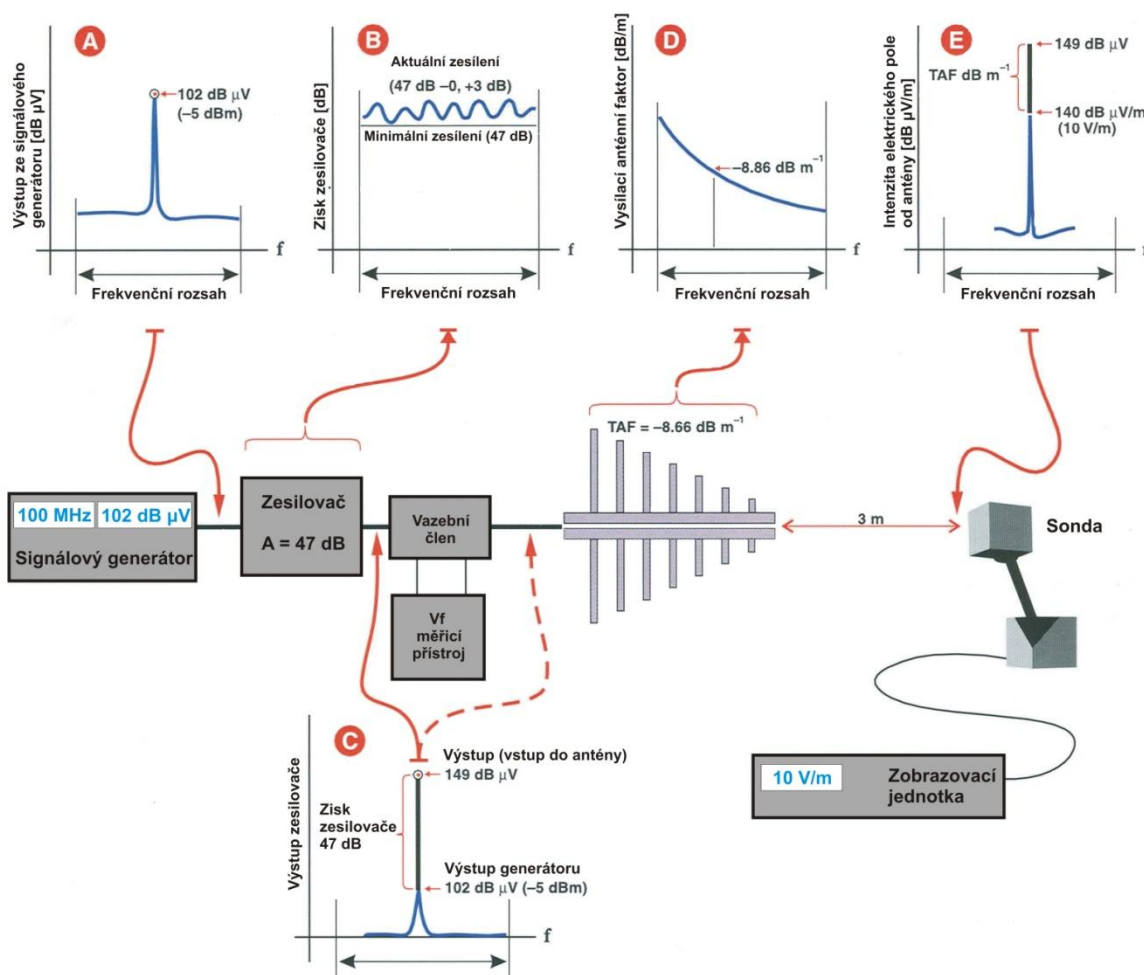 A
Výstup ze signálového
generátoru [dB µV]
102 dB µV
(–5 dBm)
f
Frekvenční rozsah
B
Zisk zesilovače [dB]
Aktuální zesílení
(47 dB –0, +3 dB)
Minimální zesílení (47 dB)
f
Frekvenční rozsah
D
Vysílací anténní faktor [dB/m]
–8.86 dB m⁻¹
f
Frekvenční rozsah
E
Intenzita elektrického pole
od antény [dB µV/m]
149 dB µV
TAF dB m⁻¹
140 dB µV/m
(10 V/m)
f
Frekvenční rozsah
100 MHz
102 dB µV
Signálový generátor
Zesilovač
A = 47 dB
Vazební
člen
Vf
měřicí
přístroj
TAF = –8.66 dB m⁻¹
3 m
Sonda
10 V/m
Zobrazovací
jednotka
C
Výstup zesilovače
Výstup (vstup do antény)
149 dB µV
Zisk
zesilovače
47 dB
Výstup generátoru
102 dB µV (–5 dBm)
f